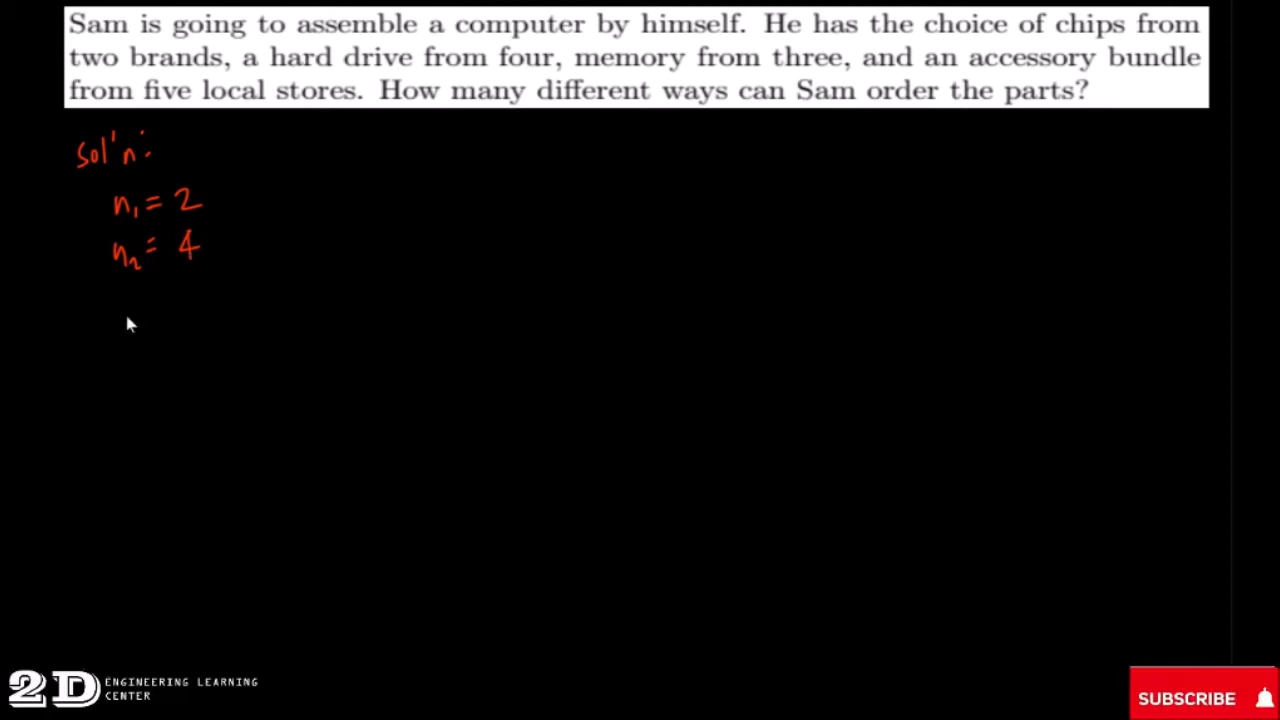 Sam is going to assemble a computer by himself. He has the choice of chips from
two brands, a hard drive from four, memory from three, and an accessory bundle
from five local stores. How many different ways can Sam order the parts?
sol'n:
n₁ = 2
n₂ = 4
2D ENGINEERING LEARNING
CENTER
SUBSCRIBE